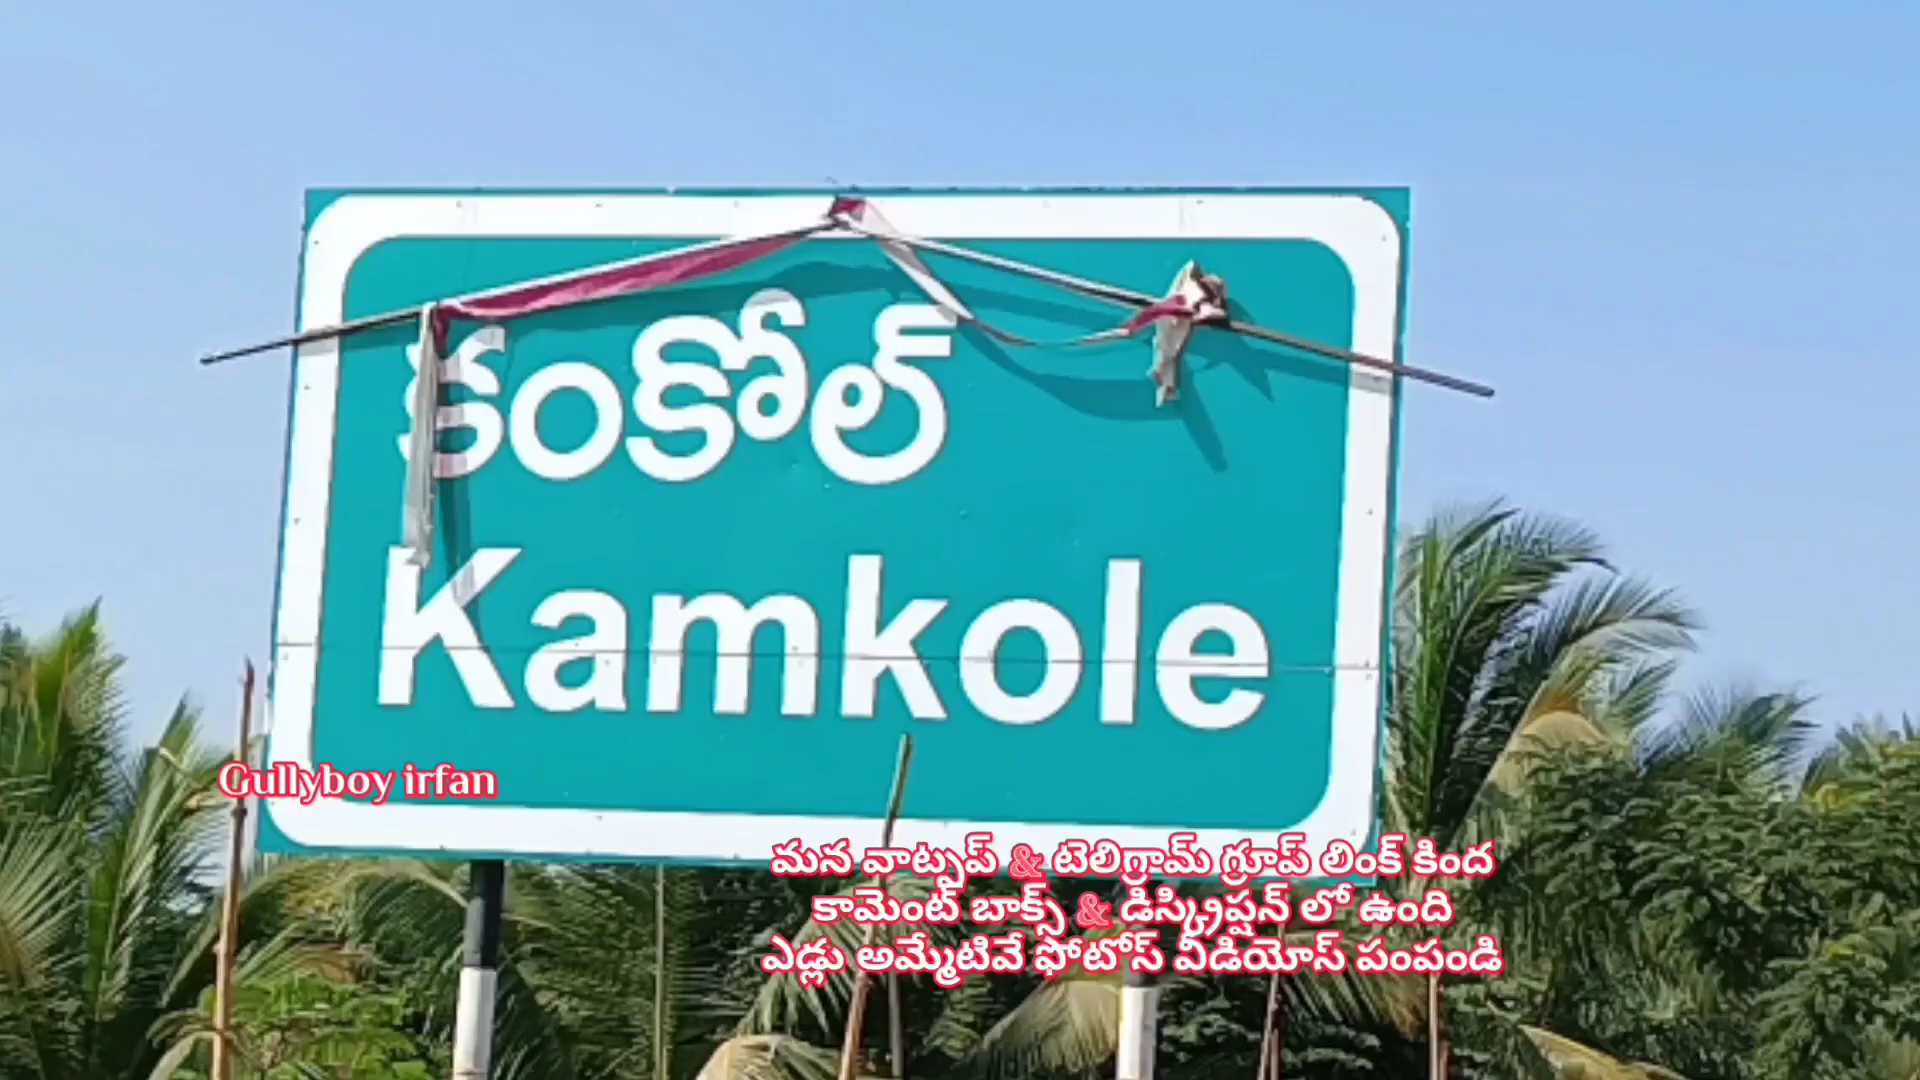 కంకోల్
Kamkole
Gullyboy irfan
మన వాట్సప్ & టెలిగ్రామ్ గ్రూప్ లింక్ కింద
కామెంట్ బాక్స్ & డిస్క్రిప్షన్ లో ఉంది
ఎడ్లు అమ్మేటివే ఫోటోస్ వీడియోస్ పంపండి